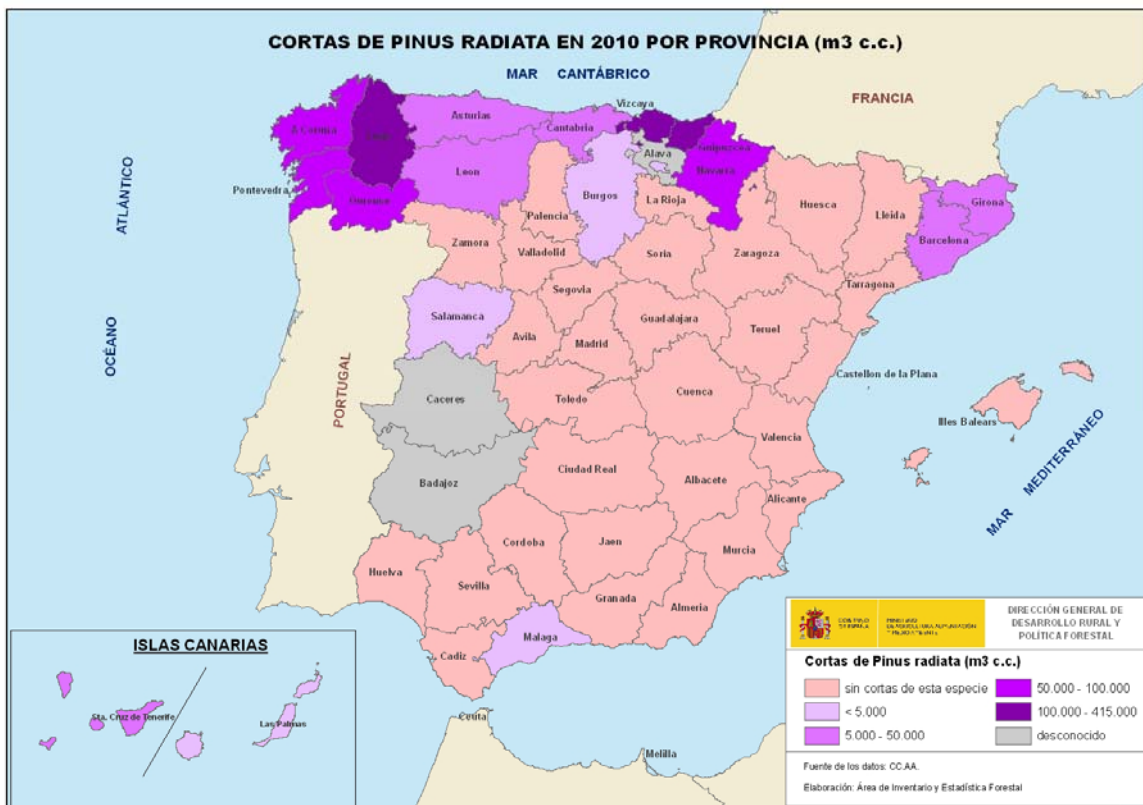 CORTAS DE PINUS RADIATA EN 2010 POR PROVINCIA (m3 c.c.)
MAR CANTÁBRICO
FRANCIA
Vizcaya
Asturias
Cantabria
A Coruña
Lugo
Alava
Guipuzcoa
Navarra
Leon
Pontevedra
Ourense
Burgos
La Rioja
Palencia
Huesca
Lleida
Girona
Barcelona
ATLÁNTICO
Zamora
Valladolid
Soria
Zaragoza
Tarragona
Segovia
Salamanca
Guadalajara
Teruel
Avila
Madrid
OCÉANO
PORTUGAL
Castellon de la Plana
Caceres
Toledo
Cuenca
Illes Balears
Valencia
MAR MEDITERRÁNEO
Badajoz
Ciudad Real
Albacete
Alicante
Cordoba
Jaen
Murcia
Huelva
Sevilla
Granada
Almeria
Malaga
Cadiz
Ceuta
Melilla
ISLAS CANARIAS
Sta. Cruz de Tenerife
Las Palmas
DIRECCIÓN GENERAL DE
DESARROLLO RURAL Y
POLÍTICA FORESTAL
Cortas de Pinus radiata (m3 c.c.)
sin cortas de esta especie
< 5.000
5.000 - 50.000
50.000 - 100.000
100.000 - 415.000
desconocido
Fuente de los datos: CC.AA.
Elaboración: Área de Inventario y Estadística Forestal